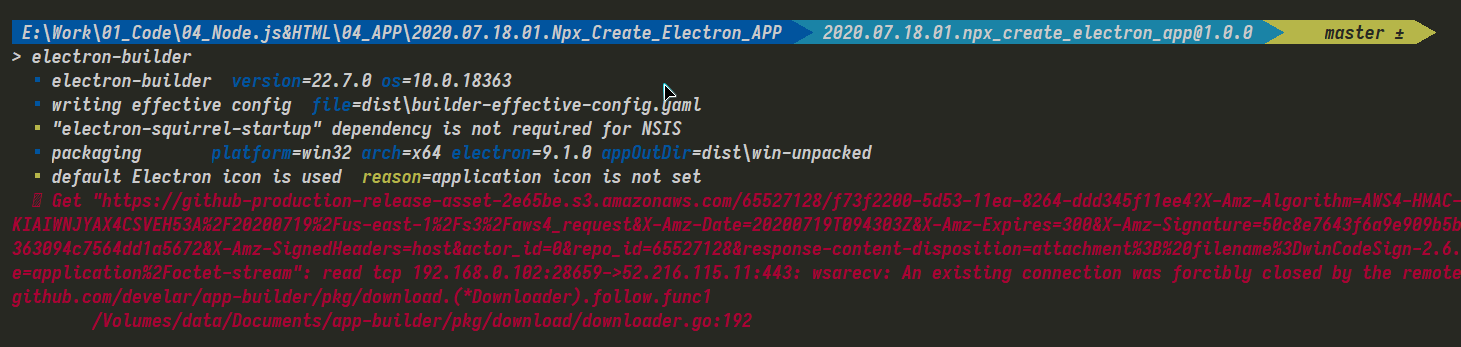 E:\Work\01_Code\04_Node.js&HTML\04_APP\2020.07.18.01.Npx_Create_Electron_APP 2020.07.18.01.npx_create_electron_app@1.0.0 master ±
> electron-builder
▪ electron-builder version=22.7.0 os=10.0.18363
▪ writing effective config file=dist\builder-effective-config.yaml
▪ "electron-squirrel-startup" dependency is not required for NSIS
▪ packaging platform=win32 arch=x64 electron=9.1.0 appOutDir=dist\win-unpacked
▪ default Electron icon is used reason=application icon is not set
Get "https://github-production-release-asset-2e65be.s3.amazonaws.com/65527128/f73f2200-5d53-11ea-8264-ddd345f11ee4?X-Amz-Algorithm=AWS4-HMAC-
KIAIWNJYAX4CSVEH53A%2F20200719%2Fus-east-1%2Fs3%2Faws4_request&X-Amz-Date=20200719T094303Z&X-Amz-Expires=300&X-Amz-Signature=50c8e7643f6a9e909b5b
363094c7564dd1a5672&X-Amz-SignedHeaders=host&actor_id=0&repo_id=65527128&response-content-disposition=attachment%3B%20filename%3DwinCodeSign-2.6.
e=application%2Foctet-stream": read tcp 192.168.0.102:28659->52.216.115.11:443: wsarecv: An existing connection was forcibly closed by the remote
github.com/develar/app-builder/pkg/download.(*Downloader).follow.func1
/Volumes/data/Documents/app-builder/pkg/download/downloader.go:192